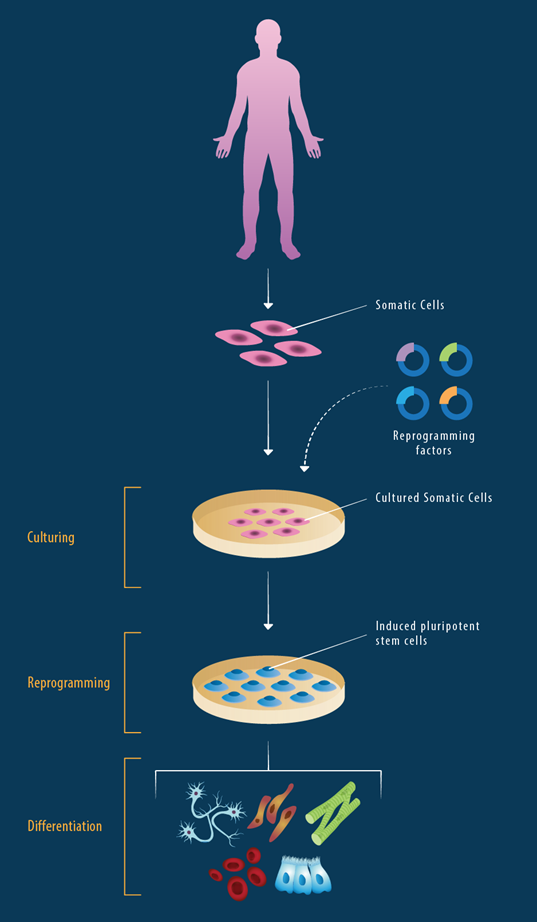 Somatic Cells
Reprogramming
factors
Cultured Somatic Cells
Culturing
Induced pluripotent
stem cells
Reprogramming
Differentiation